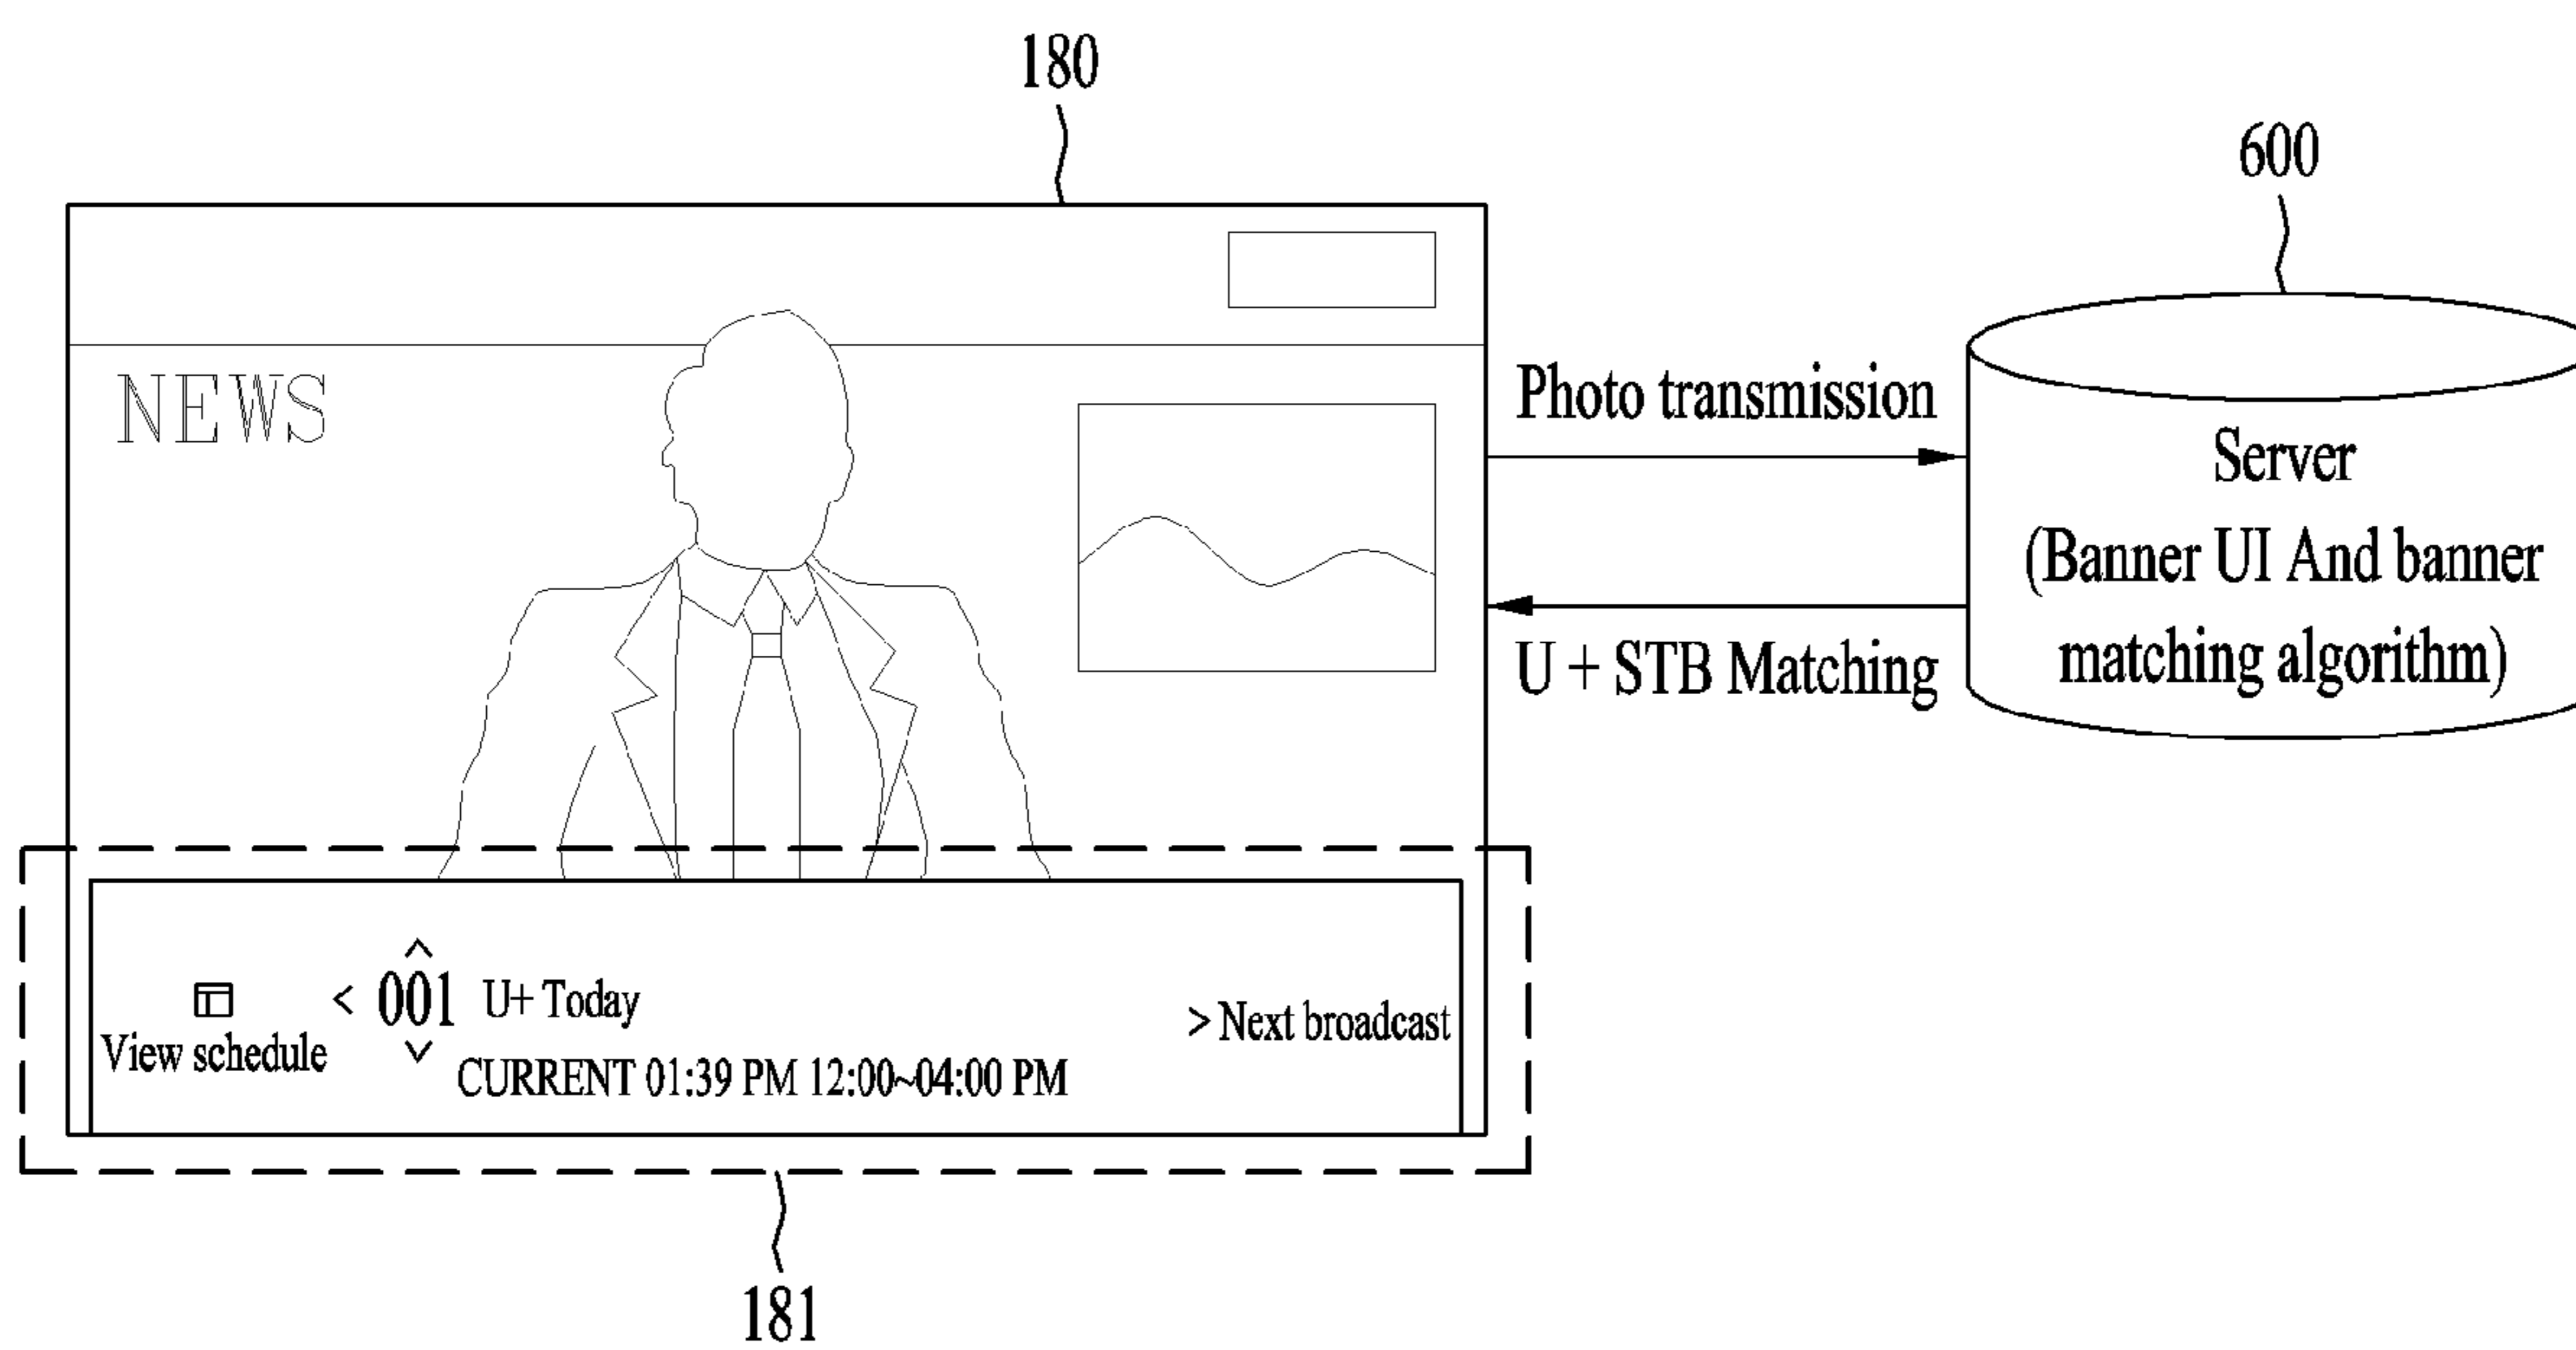 180
600
NEWS
Photo transmission
Server
(Banner UI And banner
matching algorithm)
U + STB Matching
< 001 U+ Today
View schedule
CURRENT 01:39 PM 12:00~04:00 PM
> Next broadcast
181